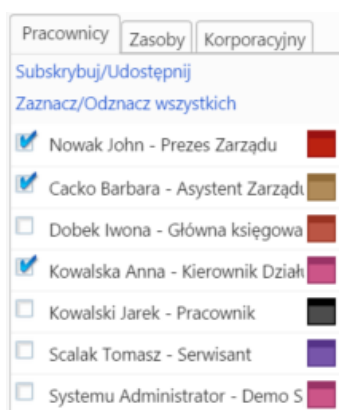 Pracownicy Zasoby Korporacyjny
Subskrybuj/Udostępnij
Zaznacz/Odznacz wszystkich
Nowak John - Prezes Zarządu
Cacko Barbara - Asystent Zarządu
Dobek Iwona - Główna księgowa
Kowalska Anna - Kierownik Dział
Kowalski Jarek - Pracownik
Scalak Tomasz - Serwisant
Systemu Administrator - Demo S